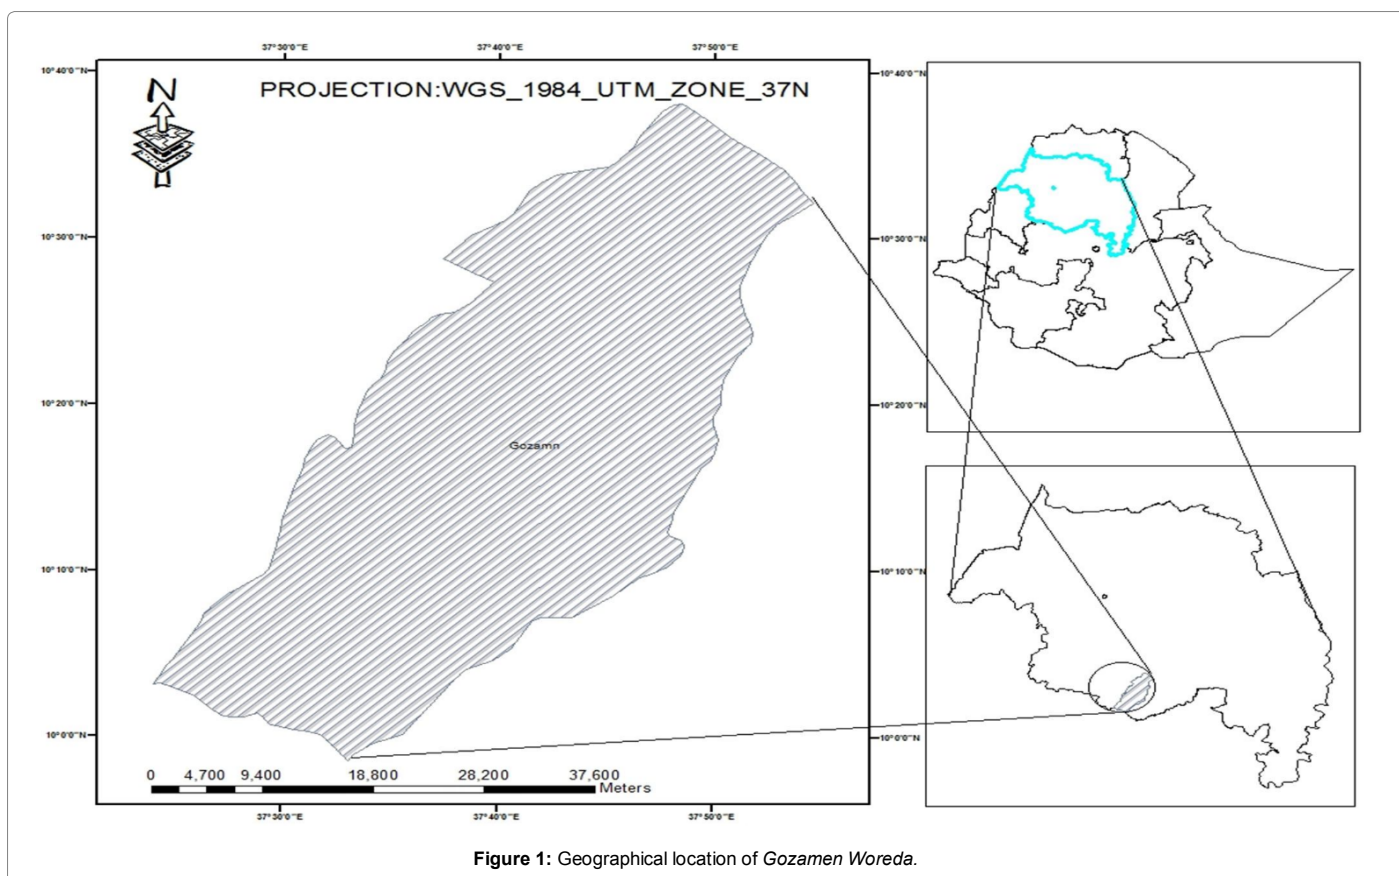 37°30'0"E 37°40'0"E 37°50'0"E
PROJECTION:WGS_1984_UTM_ZONE_37N
N
10°40'0"N 10°40'0"N
10°30'0"N 10°30'0"N
10°20'0"N 10°20'0"N
Gozamn
10°10'0"N 10°10'0"N
10°0'0"N 10°0'0"N
0 4,700 9,400 18,800 28,200 37,600
Meters
37°30'0"E 37°40'0"E 37°50'0"E
Figure 1: Geographical location of Gozamen Woreda.